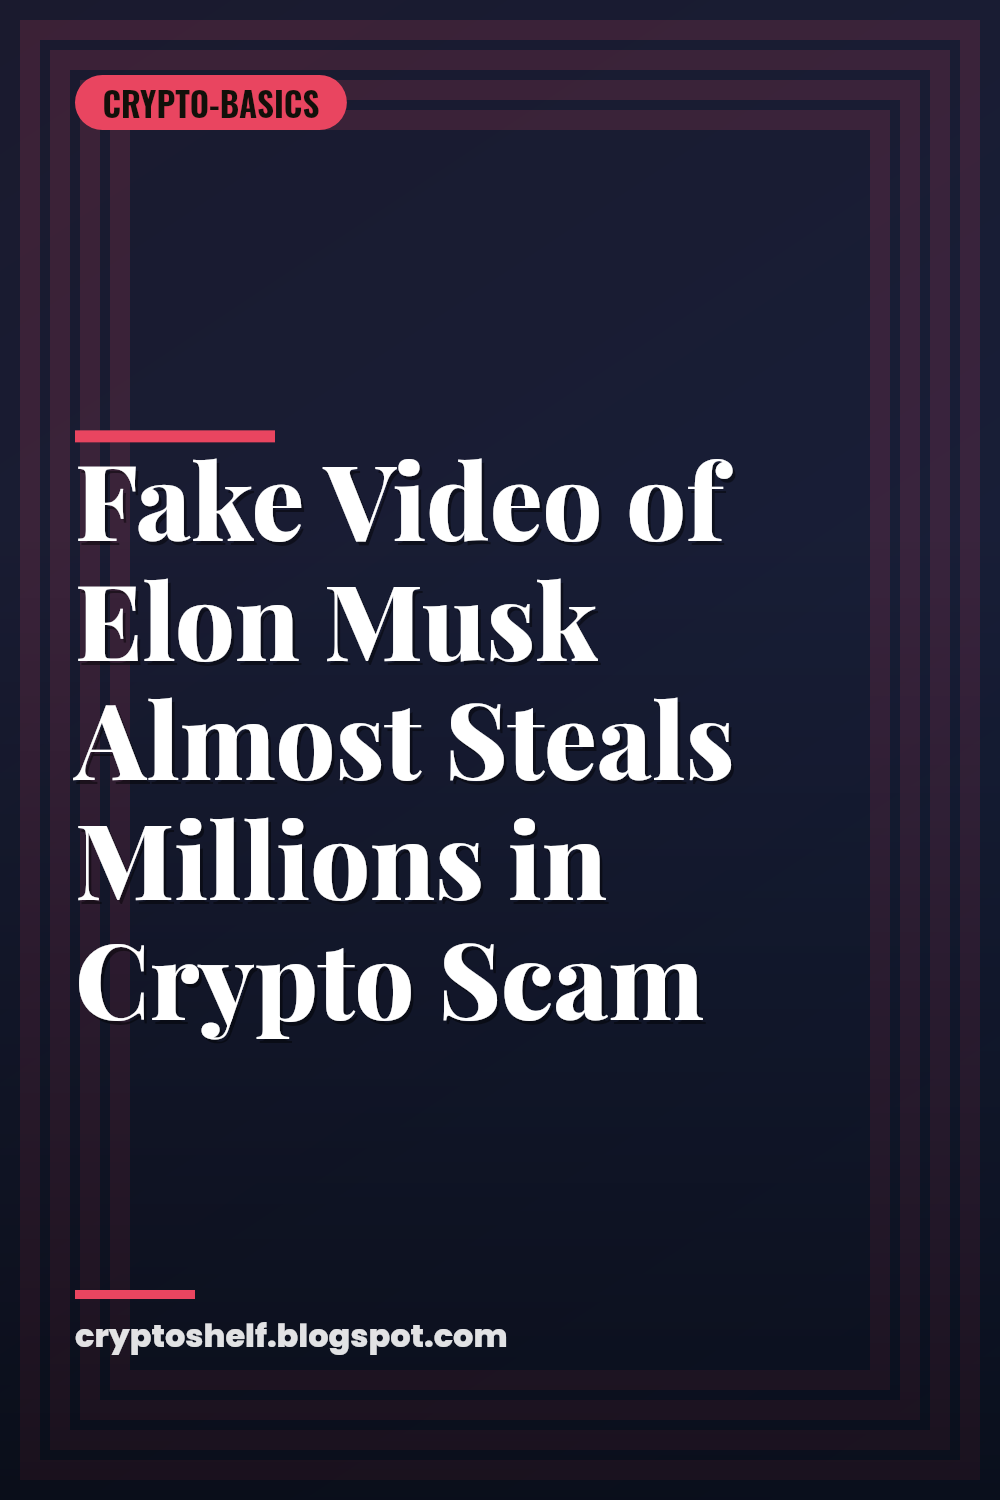 CRYPTO-BASICS
Fake Video of
Elon Musk
Almost Steals
Millions in
Crypto Scam
cryptoshelf.blogspot.com